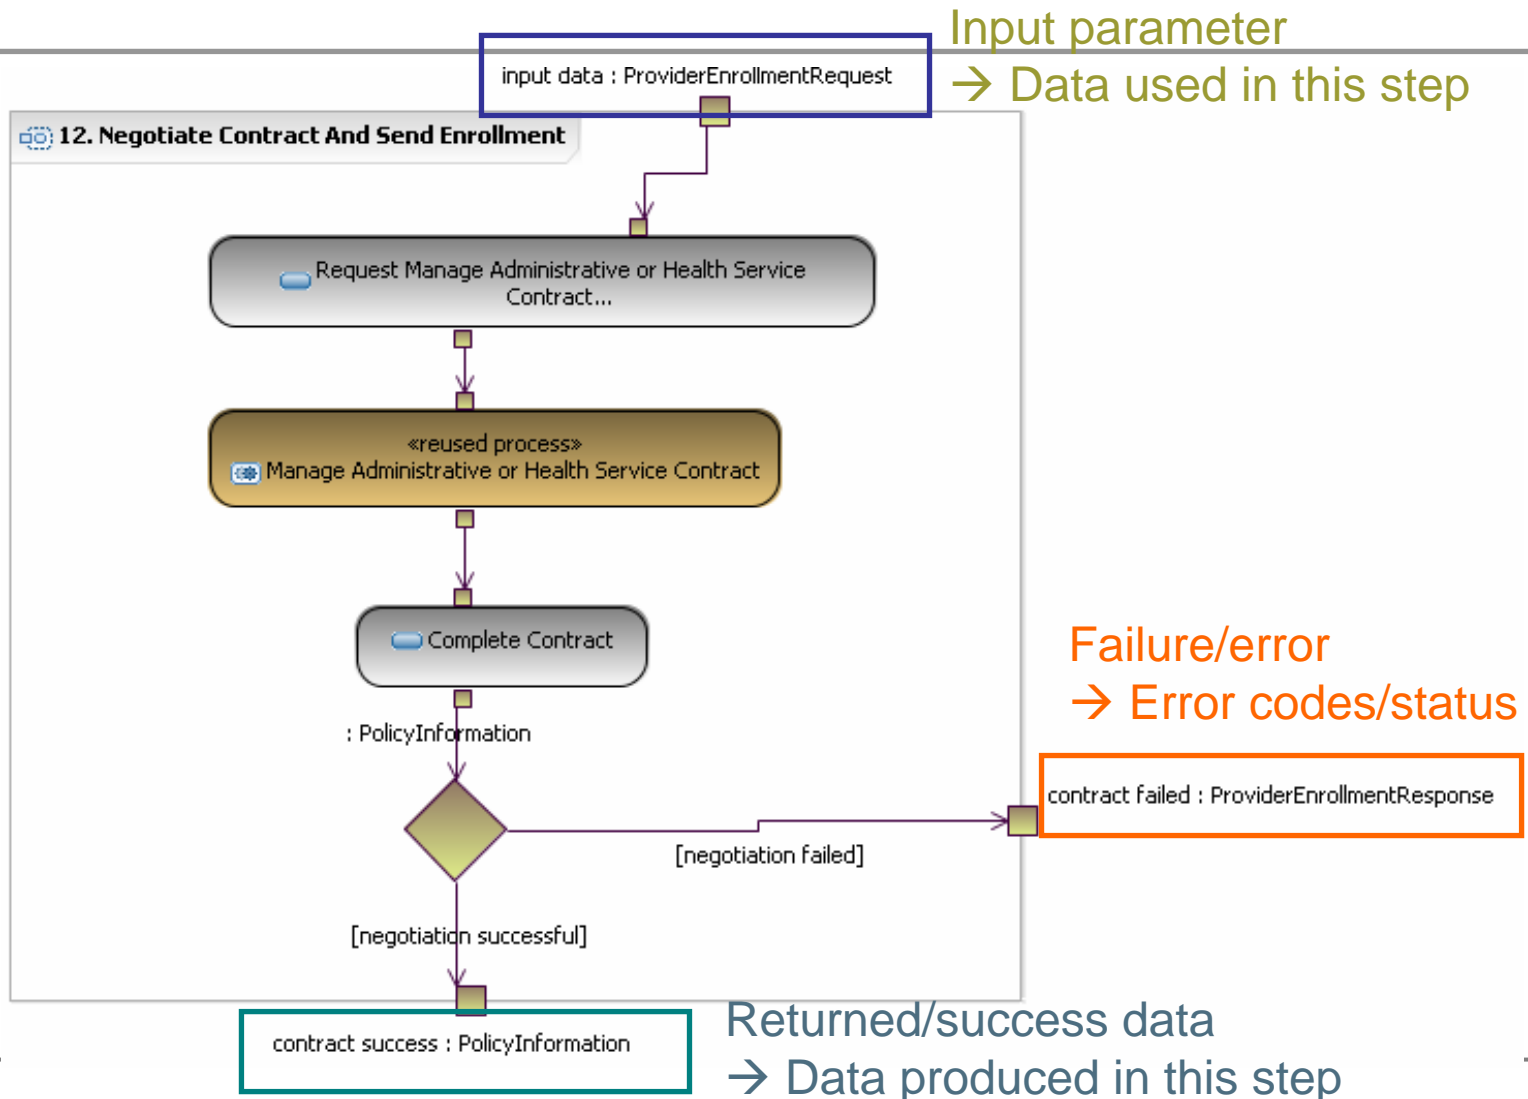 Input parameter
→ Data used in this step
input data : ProviderEnrollmentRequest
12. Negotiate Contract And Send Enrollment
Request Manage Administrative or Health Service
Contract...
«reused process»
Manage Administrative or Health Service Contract
Complete Contract
: PolicyInformation
Failure/error
→ Error codes/status
contract failed : ProviderEnrollmentResponse
[negotiation failed]
[negotiation successful]
Returned/success data
→ Data produced in this step
contract success : PolicyInformation